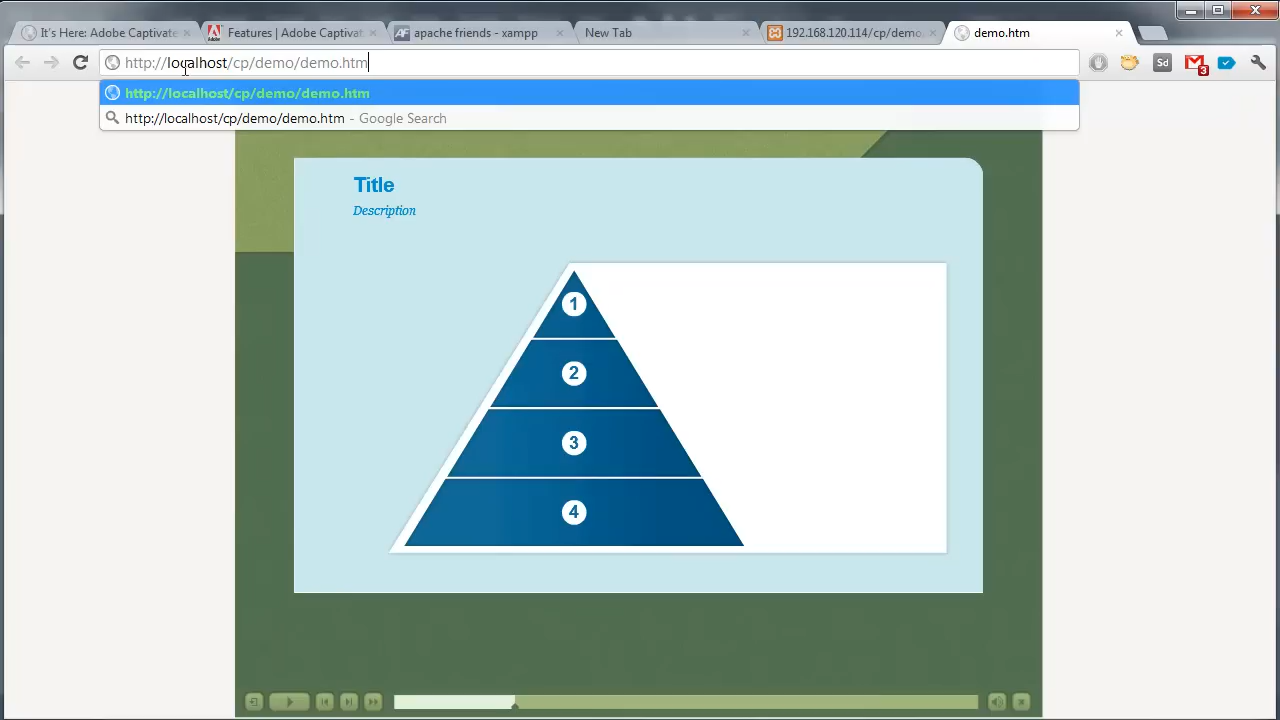 It's Here: Adobe Captivate
Features | Adobe Captivat
apache friends - xampp
New Tab
192.168.120.114/cp/demo
demo.htm
http://localhost/cp/demo/demo.htm
3
Sd
http://localhost/cp/demo/demo.htm
http://localhost/cp/demo/demo.htm - Google Search
Title
Description
1
2
3
4